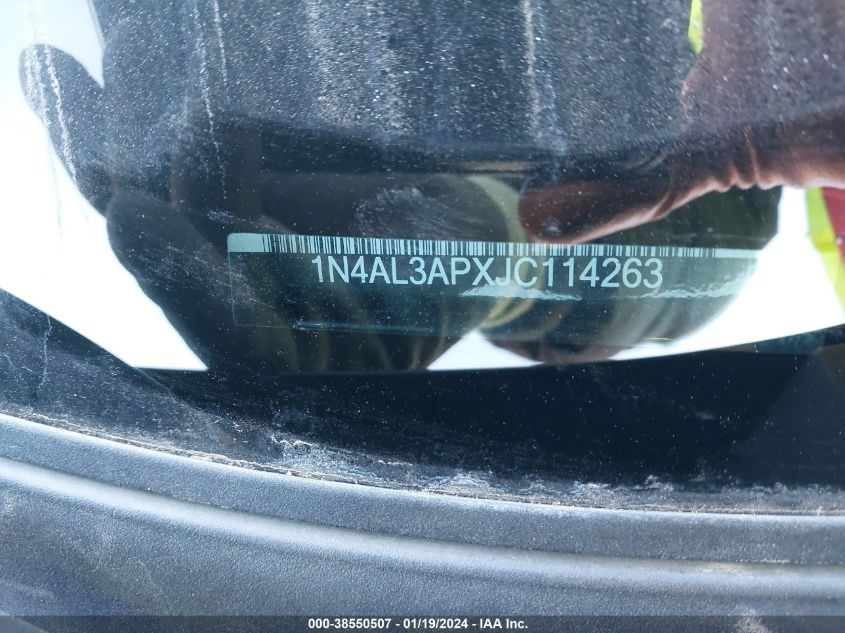 1N4AL3APXJC114263
000-38550507 - 01/19/2024 - IAA Inc.